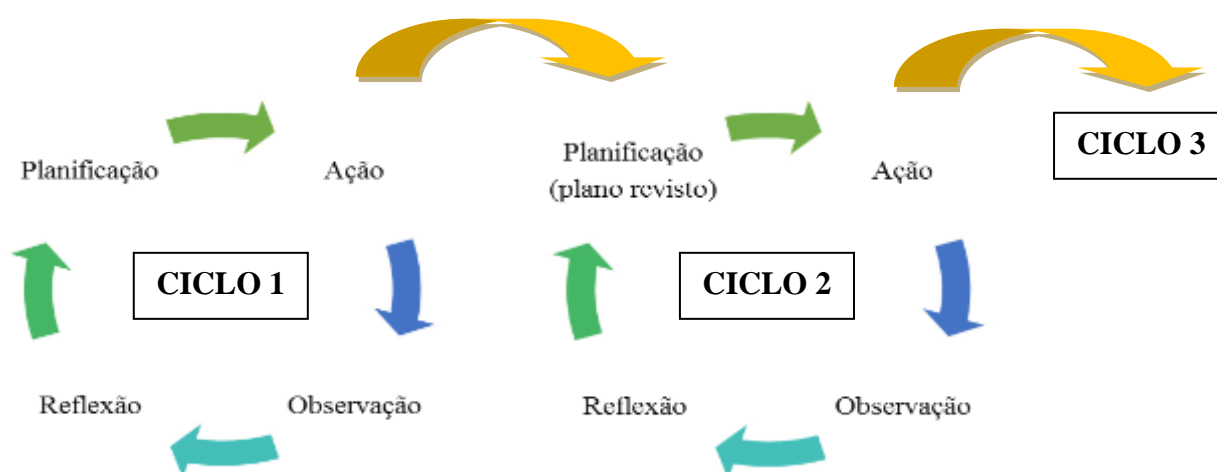 Planificação
Ação
CICLO 1
Reflexão
Observação
Planificação
(plano revisto)
Ação
CICLO 2
Reflexão
Observação
CICLO 3